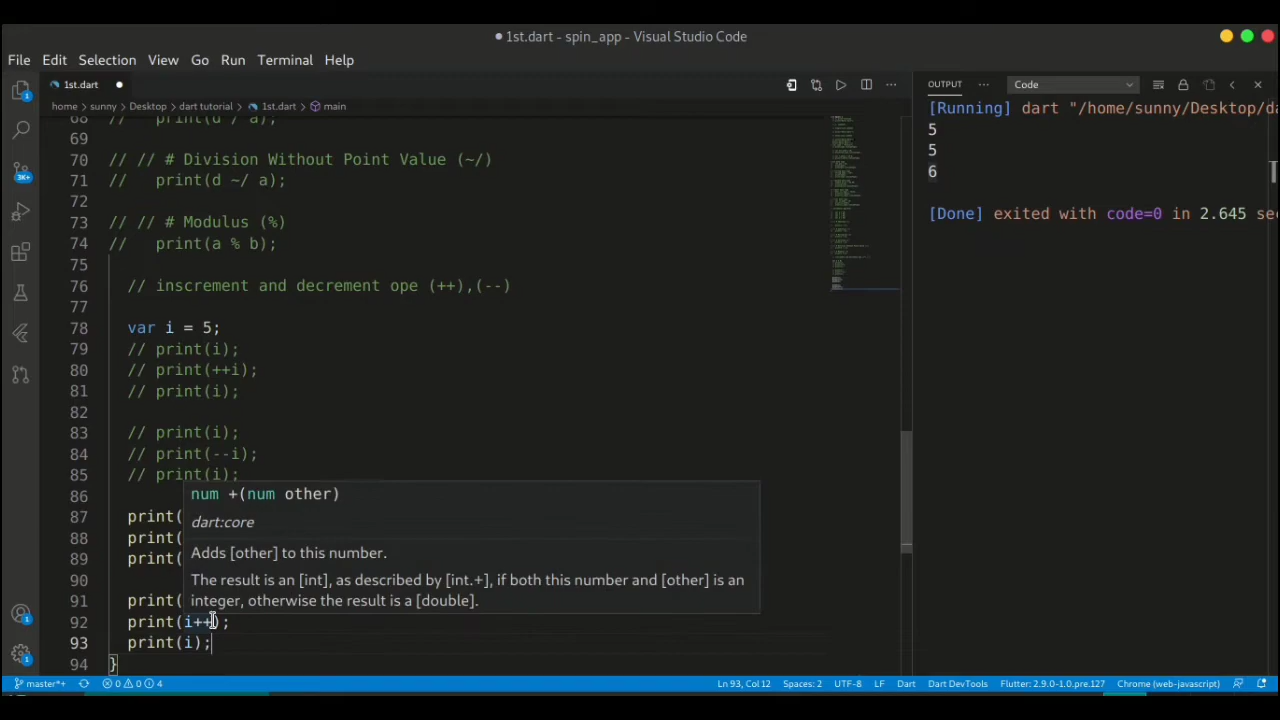 1st.dart - spin_app - Visual Studio Code
File Edit Selection View Go Run Terminal Help
1st.dart
OUTPUT Code
home sunny Desktop dart tutorial 1st.dart main
[Running] dart "/home/sunny/Desktop/da
5
5
6
[Done] exited with code=0 in 2.645 sec
68 // print(d / a);
69
70 // // # Division Without Point Value (~/)
71 // print(d ~/ a);
72
73 // // # Modulus (%)
74 // print(a % b);
75
76 // inscrement and decrement ope (++),(--)
77
78 var i = 5;
79 // print(i);
80 // print(++i);
81 // print(i);
82
83 // print(i);
84 // print(--i);
85 // print(i);
86
num +(num other)
dart:core
Adds [other] to this number.
The result is an [int], as described by [int.+], if both this number and [other] is an
integer, otherwise the result is a [double].
87 print(
88 print(
89 print(
90
91 print(
92 print(i++);
93 print(i);
94 }
1
3K+
1
1
master*+ 0 0 4 Ln 93, Col 12 Spaces: 2 UTF-8 LF Dart Dart DevTools Flutter: 2.9.0-1.0.pre.127 Chrome (web-javascript)